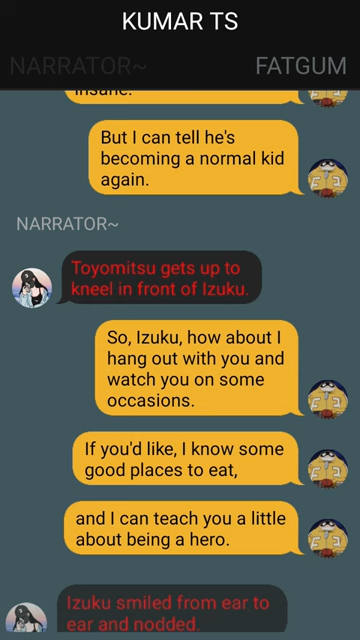 KUMAR TS
NARRATOR~
FATGUM
insane.
But I can tell he's
becoming a normal kid
again.
NARRATOR~
Toyomitsu gets up to
kneel in front of Izuku.
So, Izuku, how about I
hang out with you and
watch you on some
occasions.
If you'd like, I know some
good places to eat,
and I can teach you a little
about being a hero.
Izuku smiled from ear to
ear and nodded.